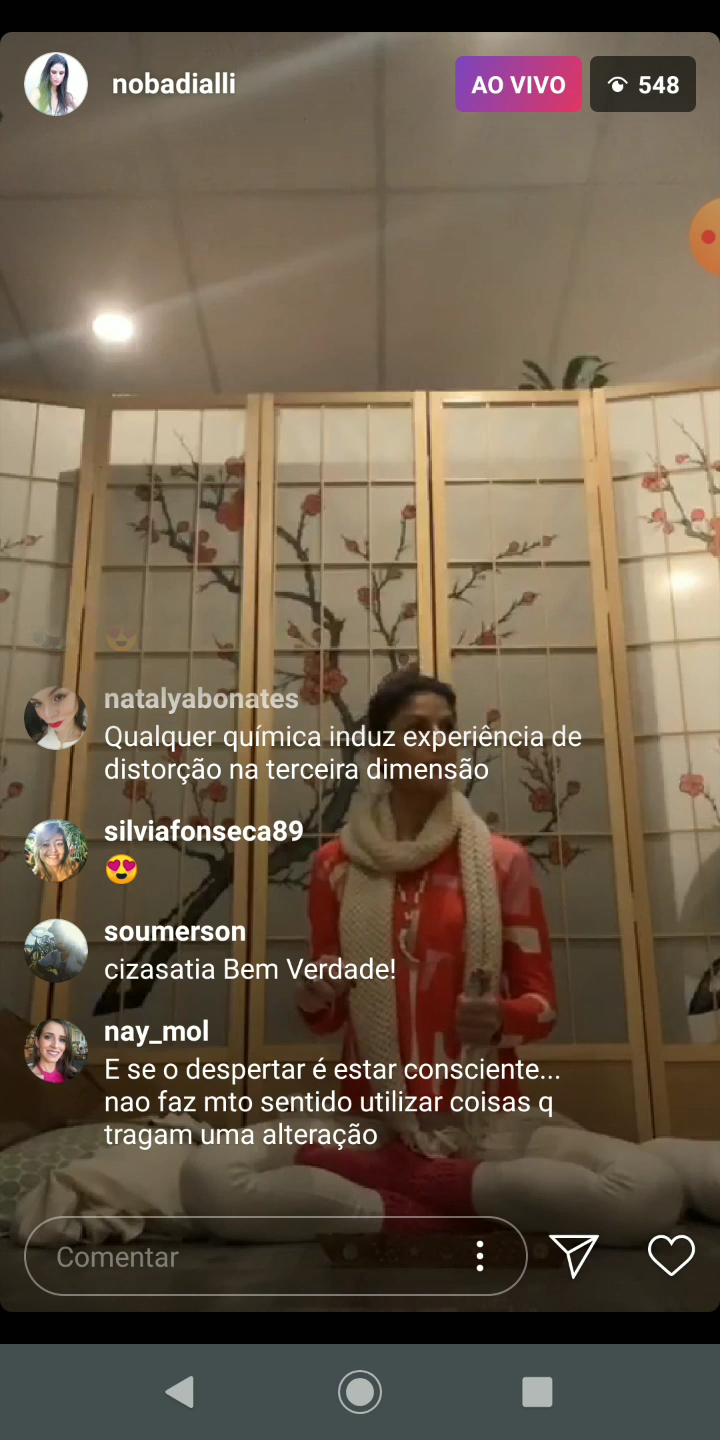 nobadialli
AO VIVO
548
natalyabonates
Qualquer química induz experiência de
distorção na terceira dimensão
silviafonseca89
😍
soumerson
cizasatia Bem Verdade!
nay_mol
E se o despertar é estar consciente...
nao faz mto sentido utilizar coisas q
tragam uma alteração
Comentar